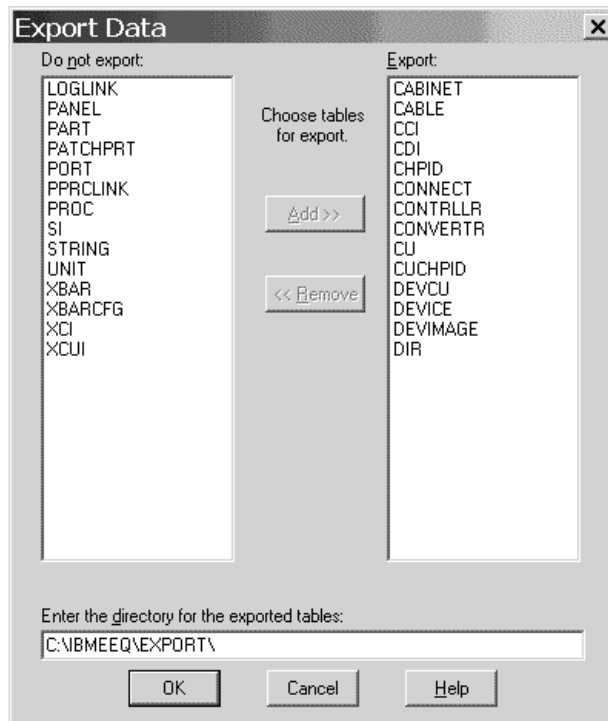 Export Data
Do not export:
LOGLINK
PANEL
PART
PATCHPRT
PORT
PPRCLINK
PROC
SI
STRING
UNIT
XBAR
XBARCFG
XCI
XCUI
Choose tables
for export.
Add >>
<< Remove
Export:
CABINET
CABLE
CCI
CDI
CHPID
CONNECT
CONTRLLR
CONVERTR
CU
CUCHPID
DEVCU
DEVICE
DEVIMAGE
DIR
Enter the directory for the exported tables:
C:\IBMEEQ\EXPORT\
OK
Cancel
Help